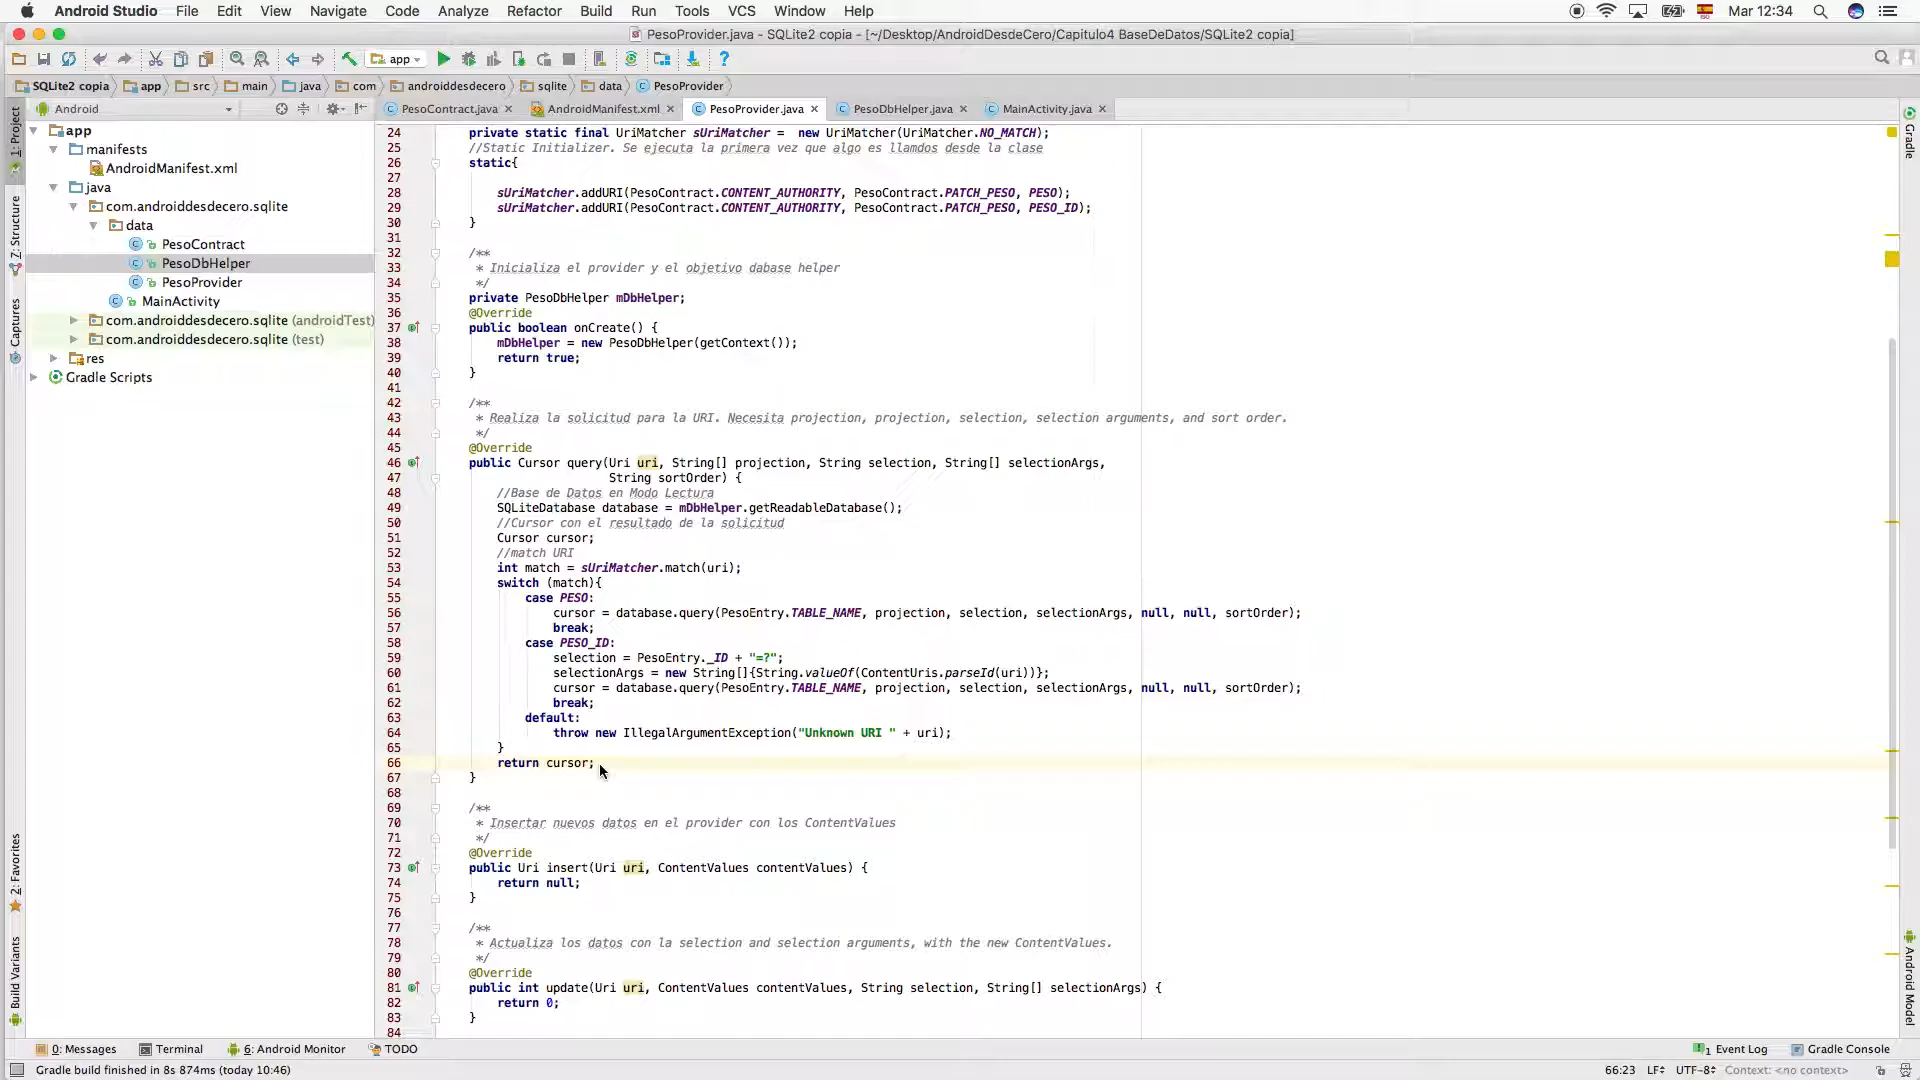 Android Studio File Edit View Navigate Code Analyze Refactor Build Run Tools VCS Window Help Mar 12:34
PesoProvider.java - SQLite2 copia - [~/Desktop/AndroidDesdeCero/Capitulo4 BaseDeDatos/SQLite2 copia]
app
SQLite2 copia app src main java com androiddesdecero sqlite data PesoProvider
Android
PesoContract.java AndroidManifest.xml PesoProvider.java PesoDbHelper.java MainActivity.java
1: Project
Z: Structure
Captures
2: Favorites
Build Variants
app
manifests
AndroidManifest.xml
java
com.androiddesdecero.sqlite
data
PesoContract
PesoDbHelper
PesoProvider
MainActivity
com.androiddesdecero.sqlite (androidTest)
com.androiddesdecero.sqlite (test)
res
Gradle Scripts
24 private static final UriMatcher sUriMatcher =  new UriMatcher(UriMatcher.NO_MATCH);
25 //Static Initializer. Se ejecuta la primera vez que algo es llamdos desde la clase
26 static{
27
28 sUriMatcher.addURI(PesoContract.CONTENT_AUTHORITY, PesoContract.PATCH_PESO, PESO);
29 sUriMatcher.addURI(PesoContract.CONTENT_AUTHORITY, PesoContract.PATCH_PESO, PESO_ID);
30 }
31
32 /**
33 * Inicializa el provider y el objetivo dabase helper
34 */
35 private PesoDbHelper mDbHelper;
36 @Override
37 public boolean onCreate() {
38 mDbHelper = new PesoDbHelper(getContext());
39 return true;
40 }
41
42 /**
43 * Realiza la solicitud para la URI. Necesita projection, projection, selection, selection arguments, and sort order.
44 */
45 @Override
46 public Cursor query(Uri uri, String[] projection, String selection, String[] selectionArgs,
47 String sortOrder) {
48 //Base de Datos en Modo Lectura
49 SQLiteDatabase database = mDbHelper.getReadableDatabase();
50 //Cursor con el resultado de la solicitud
51 Cursor cursor;
52 //match URI
53 int match = sUriMatcher.match(uri);
54 switch (match){
55 case PESO:
56 cursor = database.query(PesoEntry.TABLE_NAME, projection, selection, selectionArgs, null, null, sortOrder);
57 break;
58 case PESO_ID:
59 selection = PesoEntry._ID + "=?";
60 selectionArgs = new String[]{String.valueOf(ContentUris.parseId(uri))};
61 cursor = database.query(PesoEntry.TABLE_NAME, projection, selection, selectionArgs, null, null, sortOrder);
62 break;
63 default:
64 throw new IllegalArgumentException("Unknown URI " + uri);
65 }
66 return cursor;
67 }
68
69 /**
70 * Insertar nuevos datos en el provider con los ContentValues
71 */
72 @Override
73 public Uri insert(Uri uri, ContentValues contentValues) {
74 return null;
75 }
76
77 /**
78 * Actualiza los datos con la selection and selection arguments, with the new ContentValues.
79 */
80 @Override
81 public int update(Uri uri, ContentValues contentValues, String selection, String[] selectionArgs) {
82 return 0;
83 }
84
Gradle
Android Model
0: Messages Terminal 6: Android Monitor TODO 1 Event Log Gradle Console
Gradle build finished in 8s 874ms (today 10:46) 66:23 LF UTF-8 Context: <no context>